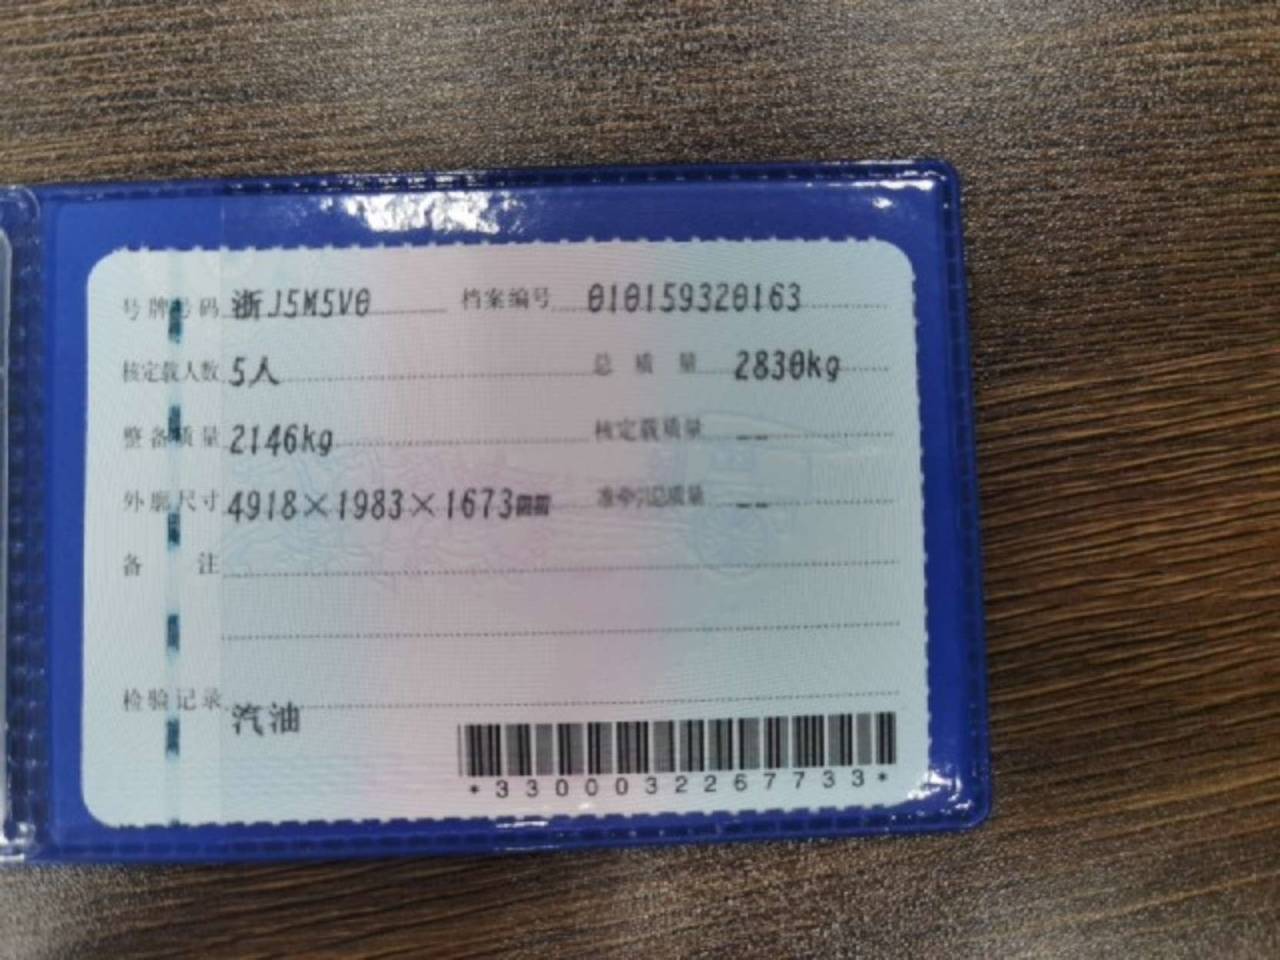 号牌号码 浙J5M5V0 档案编号 010159320163
核定载人数 5人 总质量 2830kg
整备质量 2146kg 核定载质量 --
外廓尺寸 4918×1983×1673mm 准牵引总质量 --
备注
检验记录 汽油
*3300032267733*